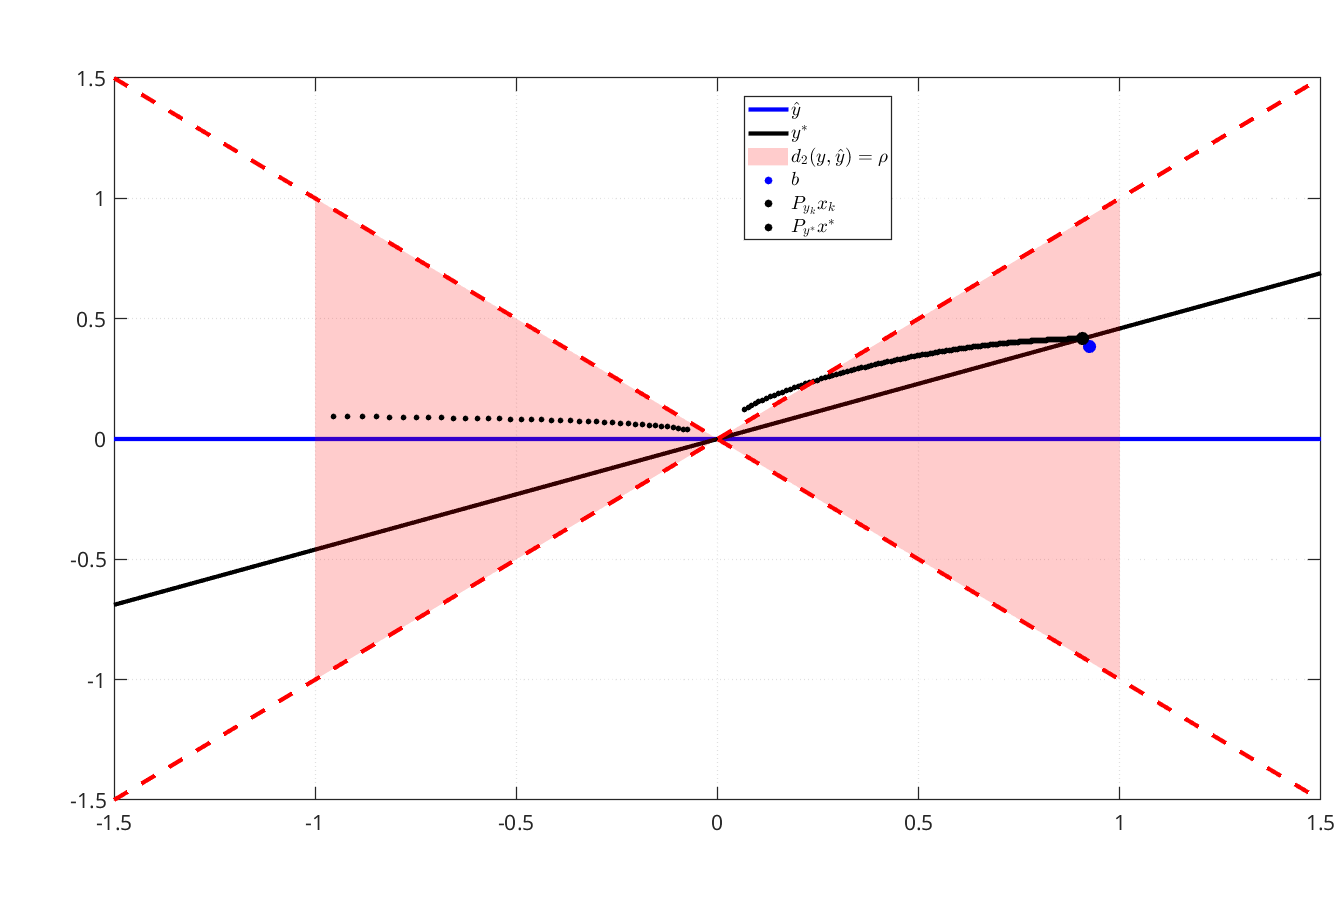 1.5
1
0.5
0
-0.5
-1
-1.5
-1.5 -1 -0.5 0 0.5 1 1.5
ŷ
y*
d₂(y, ŷ) = ρ
b
P_{y_k} x_k
P_{y*} x*